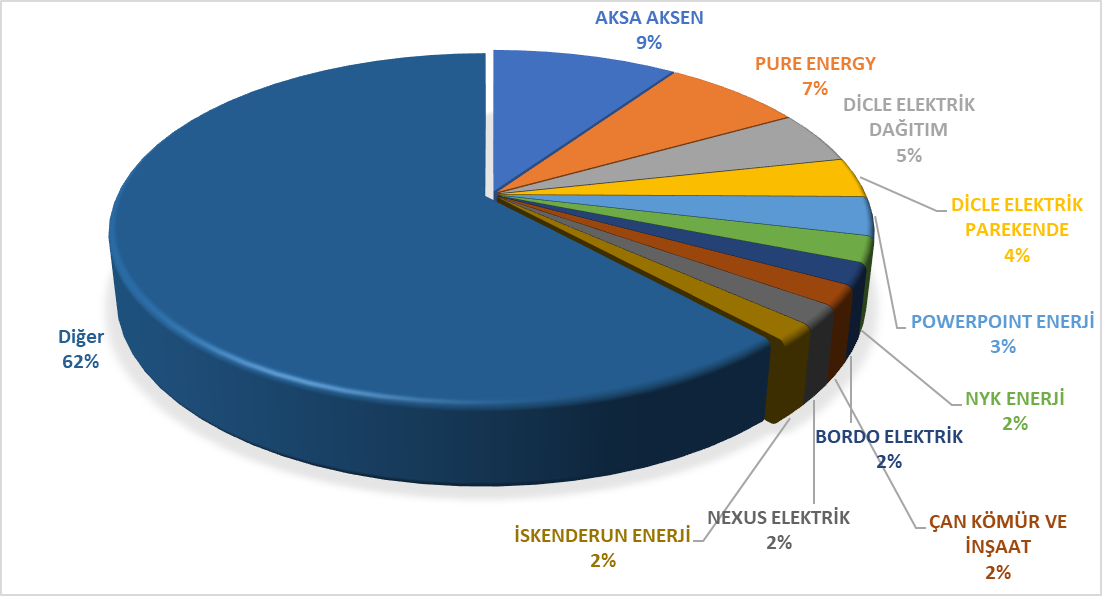 AKSA AKSEN
9%
PURE ENERGY
7%
DİCLE ELEKTRİK
DAĞITIM
5%
DİCLE ELEKTRİK
PAREKENDE
4%
POWERPOINT ENERJİ
3%
NYK ENERJİ
2%
BORDO ELEKTRİK
2%
ÇAN KÖMÜR VE
İNŞAAT
2%
NEXUS ELEKTRİK
2%
İSKENDERUN ENERJİ
2%
Diğer
62%